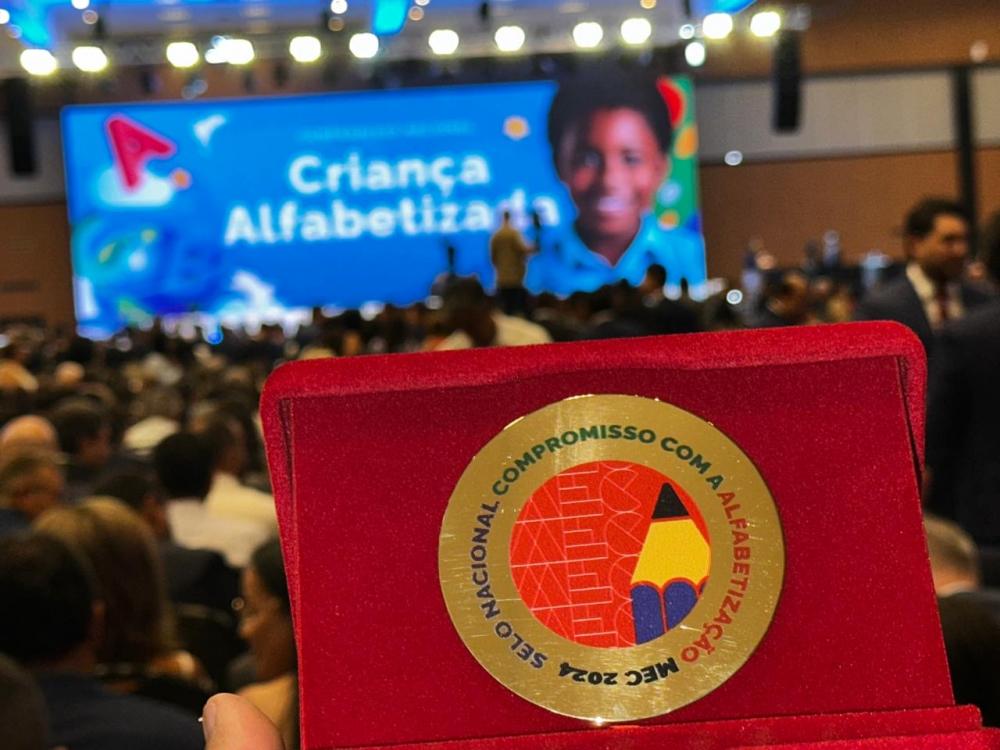 Criança
Alfabetizada
SELO NACIONAL COMPROMISSO COM A ALFABETIZAÇÃO
MEC 2024